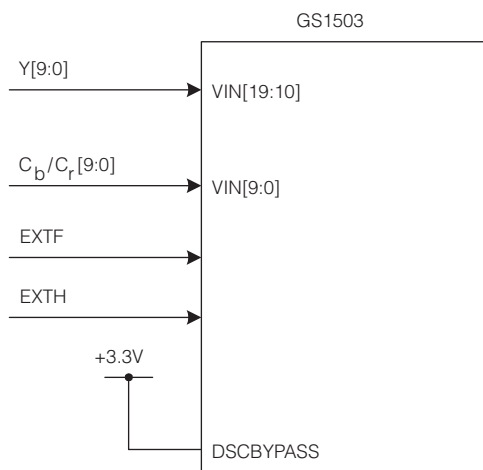 GS1503
Y[9:0]
VIN[19:10]
Cb/Cr[9:0]
VIN[9:0]
EXTF
EXTH
+3.3V
DSCBYPASS